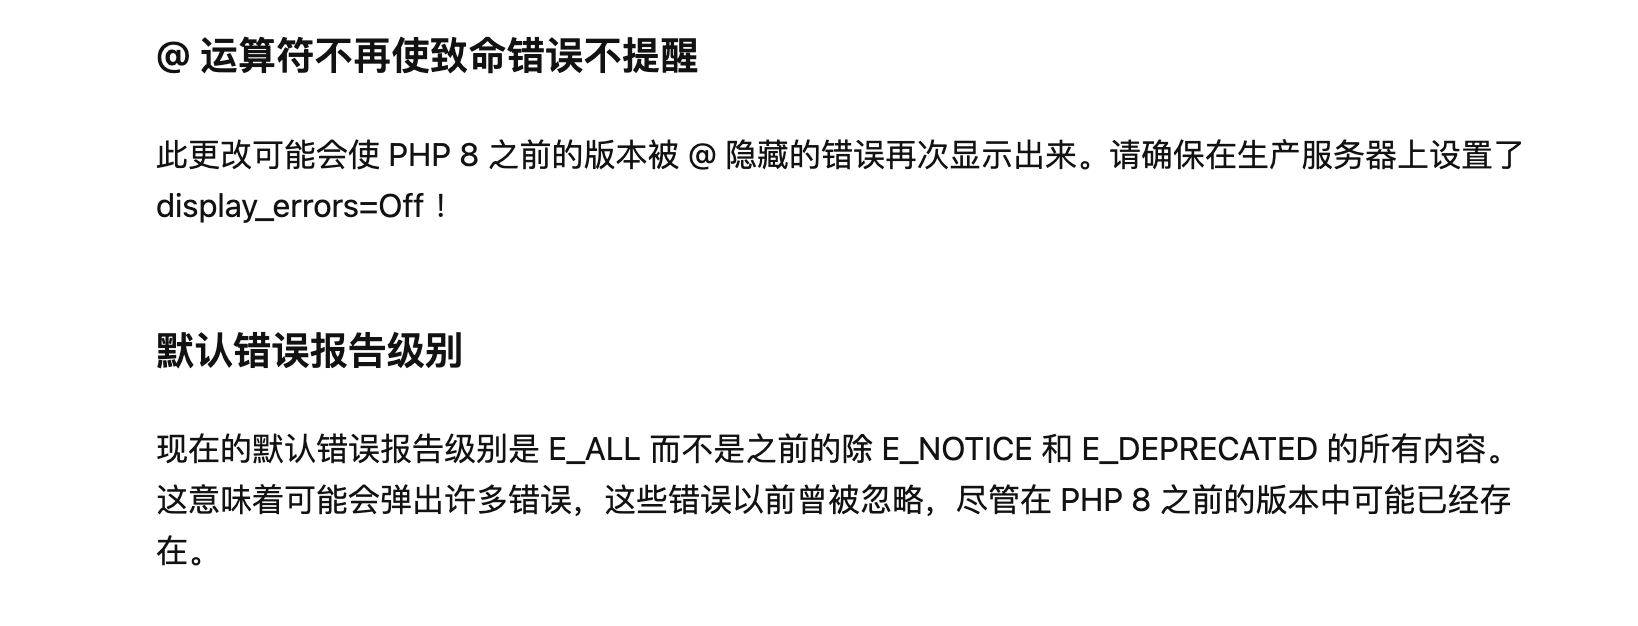 @ 运算符不再使致命错误不提醒
此更改可能会使 PHP 8 之前的版本被 @ 隐藏的错误再次显示出来。请确保在生产服务器上设置了
display_errors=Off！
默认错误报告级别
现在的默认错误报告级别是 E_ALL 而不是之前的除 E_NOTICE 和 E_DEPRECATED 的所有内容。
这意味着可能会弹出许多错误，这些错误以前曾被忽略，尽管在 PHP 8 之前的版本中可能已经存
在。